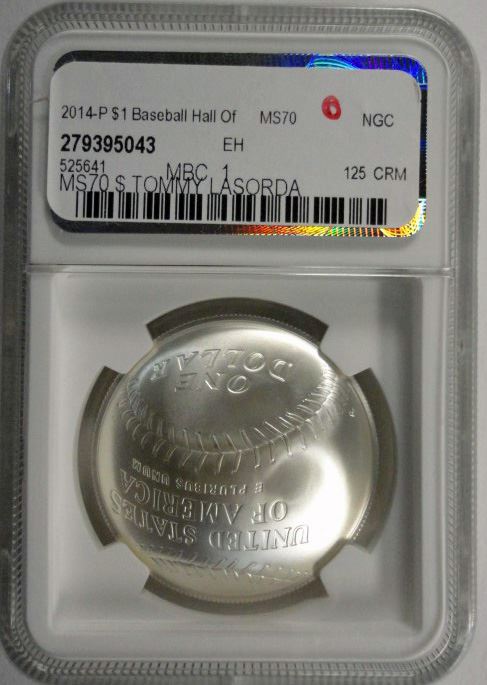 2014-P $1 Baseball Hall Of MS70 6 NGC
279395043 EH
525641 MBC 1 125 CRM
MS70 $ TOMMY LASORDA
ONE
DOLLAR
E PLURIBUS UNUM
UNITED STATES
OF AMERICA